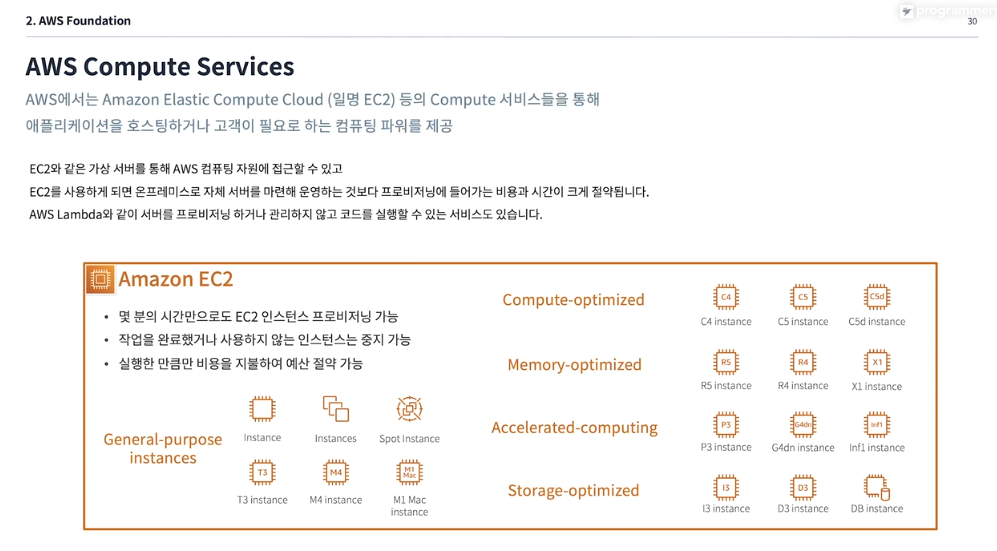 2. AWS Foundation
programmer
30
AWS Compute Services
AWS에서는 Amazon Elastic Compute Cloud (일명 EC2) 등의 Compute 서비스들을 통해
애플리케이션을 호스팅하거나 고객이 필요로 하는 컴퓨팅 파워를 제공
EC2와 같은 가상 서버를 통해 AWS 컴퓨팅 자원에 접근할 수 있고
EC2를 사용하게 되면 온프레미스로 자체 서버를 마련해 운영하는 것보다 프로비저닝에 들어가는 비용과 시간이 크게 절약됩니다.
AWS Lambda와 같이 서버를 프로비저닝 하거나 관리하지 않고 코드를 실행할 수 있는 서비스도 있습니다.
Amazon EC2
• 몇 분의 시간만으로도 EC2 인스턴스 프로비저닝 가능
• 작업을 완료했거나 사용하지 않는 인스턴스는 중지 가능
• 실행한 만큼만 비용을 지불하여 예산 절약 가능
General-purpose
instances
Instance
Instances
Spot Instance
T3
M4
M1
Mac
T3 instance
M4 instance
M1 Mac
instance
Compute-optimized
C4
C5
C5d
C4 instance
C5 instance
C5d instance
Memory-optimized
R5
R4
X1
R5 instance
R4 instance
X1 instance
Accelerated-computing
P3
G4dn
Inf1
P3 instance
G4dn instance
Inf1 instance
Storage-optimized
I3
D3
I3 instance
D3 instance
DB instance